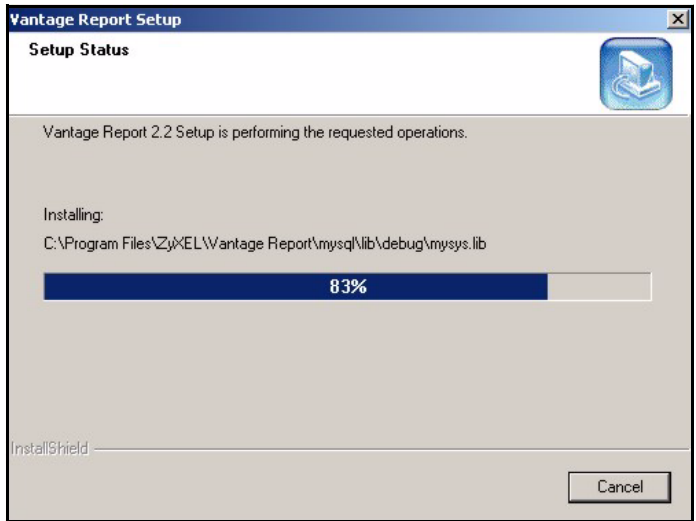 Vantage Report Setup
Setup Status
Vantage Report 2.2 Setup is performing the requested operations.
Installing:
C:\Program Files\ZyXEL\Vantage Report\mysql\lib\debug\mysys.lib
83%
InstallShield
Cancel